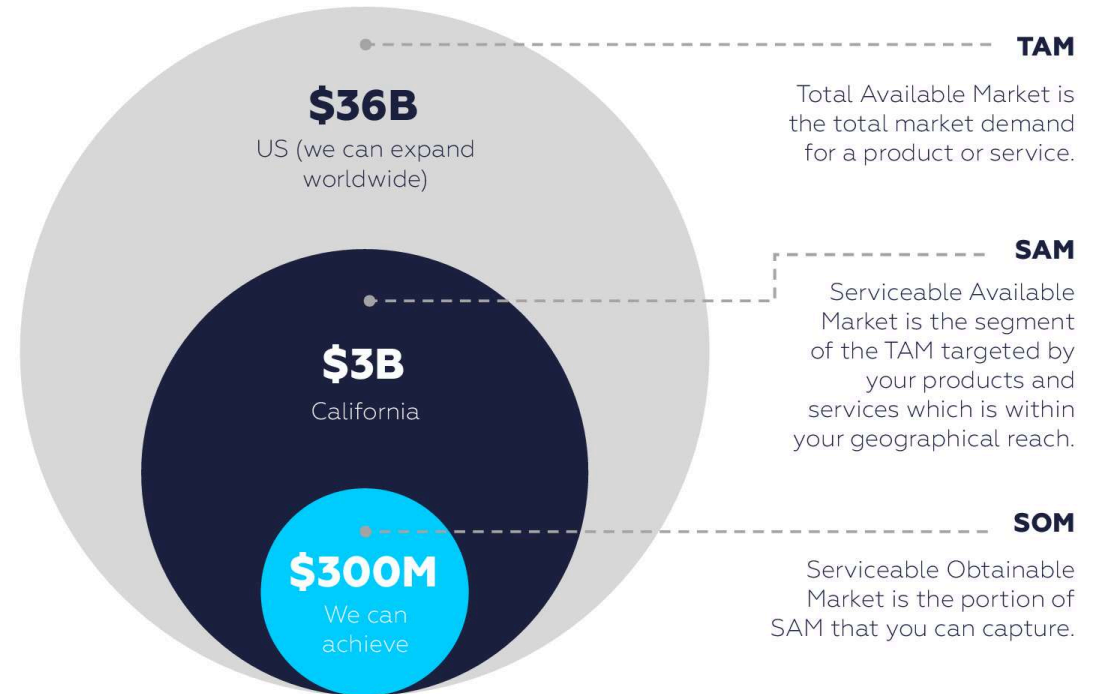 $36B
US (we can expand
worldwide)
TAM
Total Available Market is
the total market demand
for a product or service.
$3B
California
SAM
Serviceable Available
Market is the segment
of the TAM targeted by
your products and
services which is within
your geographical reach.
$300M
We can
achieve
SOM
Serviceable Obtainable
Market is the portion of
SAM that you can capture.